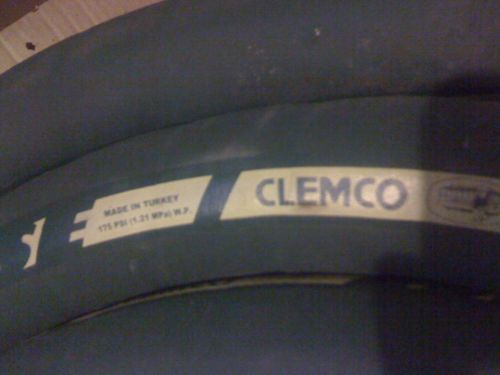 MADE IN TURKEY
175 PSI (1.21 MPa) W.P.
CLEMCO